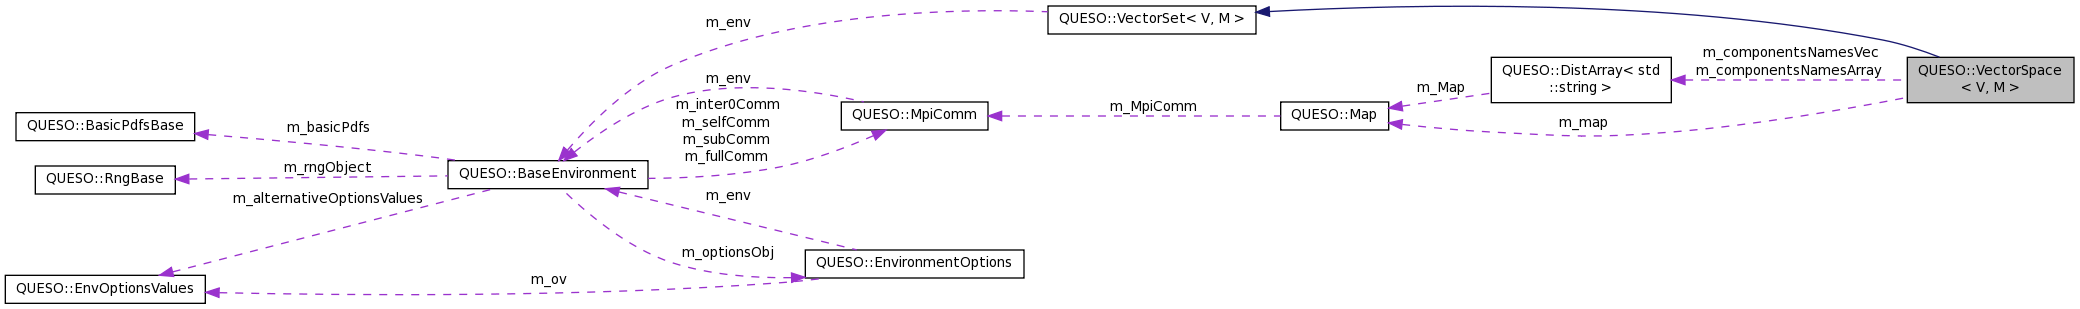 m_env
QUESO::VectorSet< V, M >
m_componentsNamesVec
m_componentsNamesArray
QUESO::VectorSpace
< V, M >
QUESO::DistArray< std
::string >
m_env
m_Map
m_inter0Comm
m_selfComm
m_subComm
m_fullComm
QUESO::MpiComm
m_MpiComm
QUESO::Map
m_map
QUESO::BasicPdfsBase
m_basicPdfs
m_rngObject
QUESO::RngBase
QUESO::BaseEnvironment
m_alternativeOptionsValues
m_env
m_optionsObj
QUESO::EnvironmentOptions
m_ov
QUESO::EnvOptionsValues